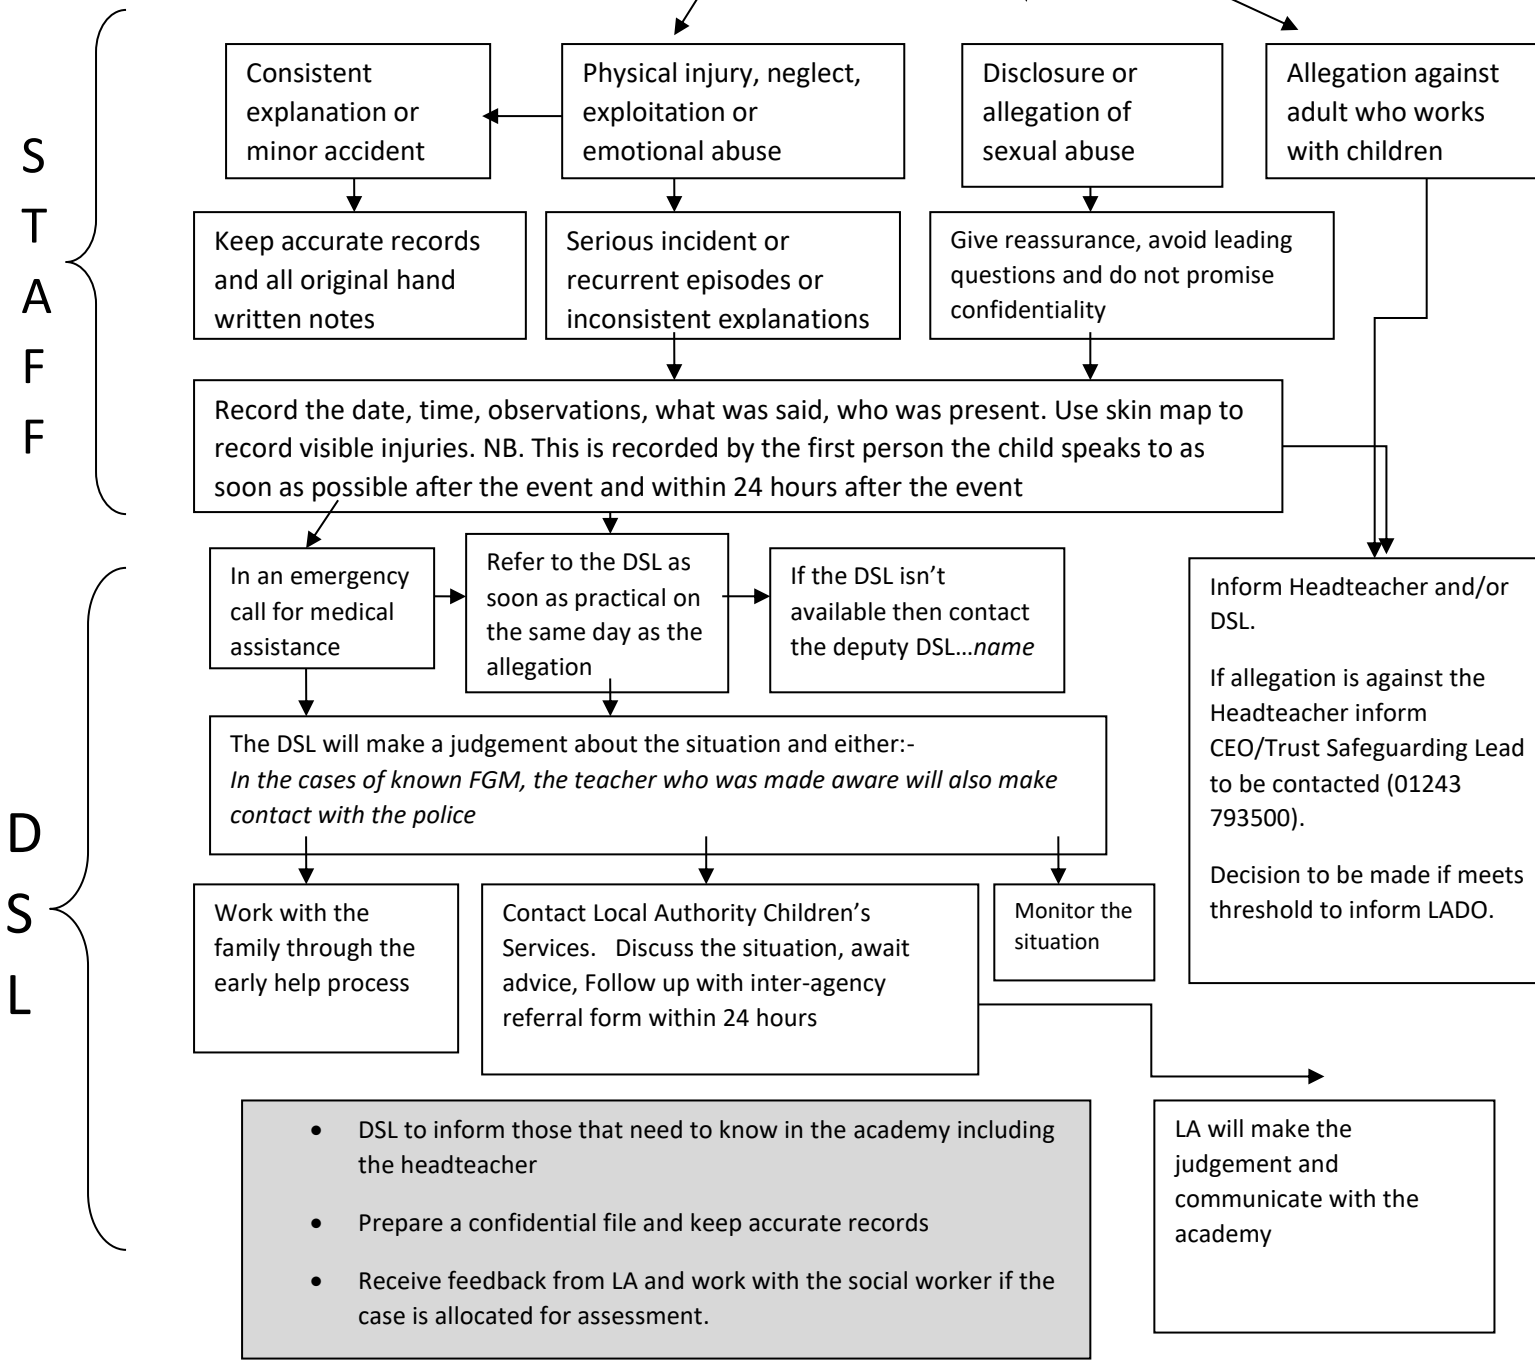 Consistent
explanation or
minor accident
Physical injury, neglect,
exploitation or
emotional abuse
Disclosure or
allegation of
sexual abuse
Allegation against
adult who works
with children
S
T
A
F
F
Keep accurate records
and all original hand
written notes
Serious incident or
recurrent episodes or
inconsistent explanations
Give reassurance, avoid leading
questions and do not promise
confidentiality
Record the date, time, observations, what was said, who was present. Use skin map to
record visible injuries. NB. This is recorded by the first person the child speaks to as
soon as possible after the event and within 24 hours after the event
In an emergency
call for medical
assistance
Refer to the DSL as
soon as practical on
the same day as the
allegation
If the DSL isn’t
available then contact
the deputy DSL…name
Inform Headteacher and/or
DSL.
If allegation is against the
Headteacher inform
CEO/Trust Safeguarding Lead
to be contacted (01243
793500).
Decision to be made if meets
threshold to inform LADO.
D
S
L
The DSL will make a judgement about the situation and either:-
In the cases of known FGM, the teacher who was made aware will also make
contact with the police
Work with the
family through the
early help process
Contact Local Authority Children’s
Services.   Discuss the situation, await
advice, Follow up with inter-agency
referral form within 24 hours
Monitor the
situation
• DSL to inform those that need to know in the academy including
the headteacher
• Prepare a confidential file and keep accurate records
• Receive feedback from LA and work with the social worker if the
case is allocated for assessment.
LA will make the
judgement and
communicate with the
academy